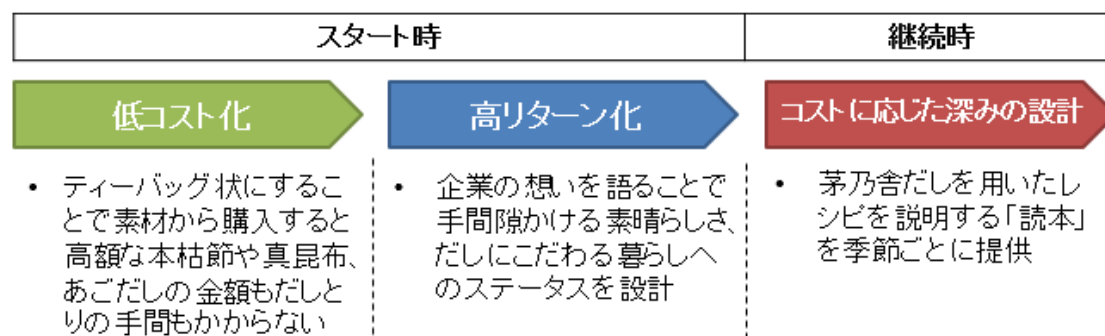 スタート時
継続時
低コスト化
高リターン化
コストに応じた深みの設計
• ティーバッグ状にするこ
とで素材から購入すると
高額な本枯節や真昆布、
あごだしの金額もだしと
りの手間もかからない
• 企業の想いを語ることで
手間隙かける素晴らしさ、
だしにこだわる暮らしへ
のステータスを設計
• 茅乃舎だしを用いたレ
シピを説明する「読本」
を季節ごとに提供